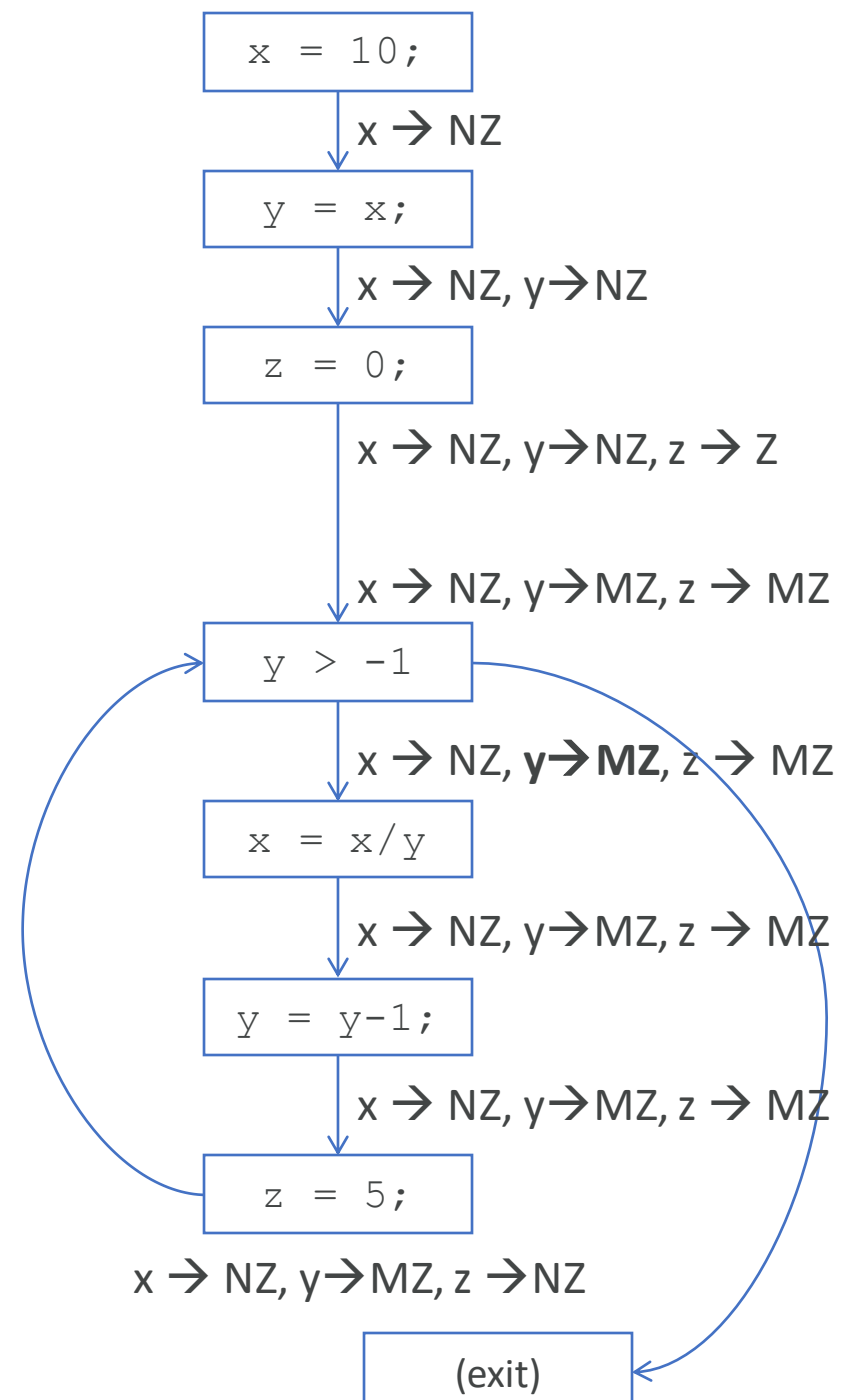 x = 10;
x → NZ
y = x;
x → NZ, y→NZ
z = 0;
x → NZ, y→NZ, z → Z
x → NZ, y→MZ, z → MZ
y > -1
x → NZ, y→MZ, z → MZ
x = x/y
x → NZ, y→MZ, z → MZ
y = y-1;
x → NZ, y→MZ, z → MZ
z = 5;
x → NZ, y→MZ, z →NZ
(exit)